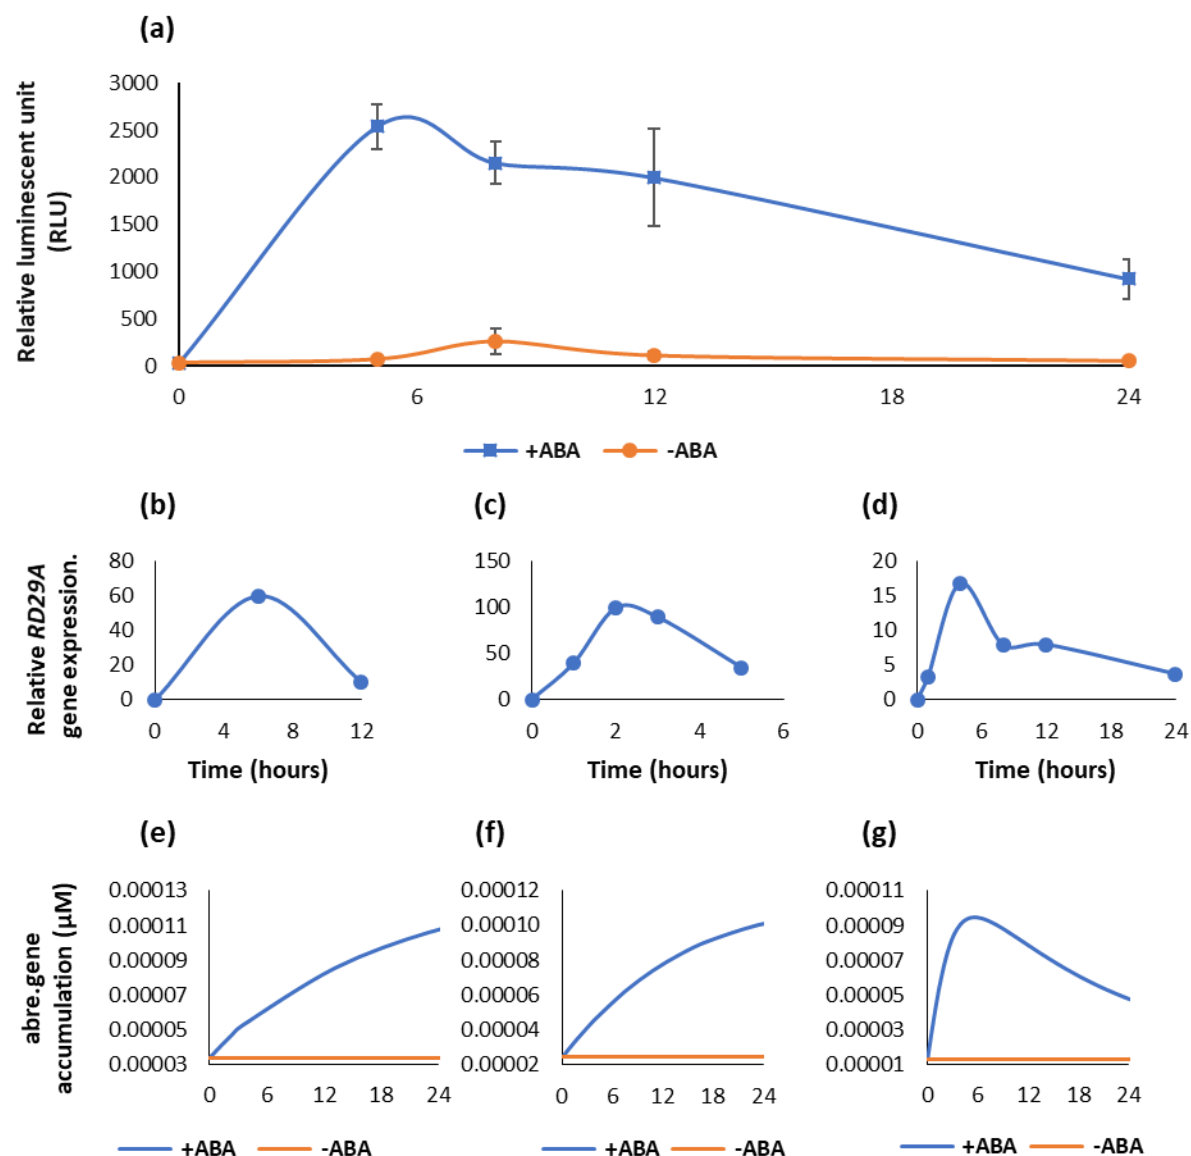 (a)
Relative luminescent unit
(RLU)
3000
2500
2000
1500
1000
500
0
0 6 12 18 24
+ABA -ABA
(b) (c) (d)
Relative RD29A
gene expression.
80
60
40
20
0
0 4 8 12
Time (hours)
150
100
50
0
0 2 4 6
Time (hours)
20
15
10
5
0
0 6 12 18 24
Time (hours)
(e) (f) (g)
abre.gene
accumulation (µM)
0.00013
0.00011
0.00009
0.00007
0.00005
0.00003
0 6 12 18 24
+ABA -ABA
0.00012
0.00010
0.00008
0.00006
0.00004
0.00002
0 6 12 18 24
+ABA -ABA
0.00011
0.00009
0.00007
0.00005
0.00003
0.00001
0 6 12 18 24
+ABA -ABA